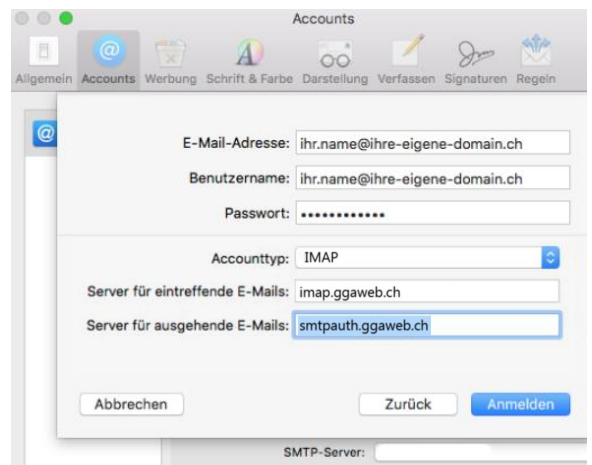 Accounts
Allgemein Accounts Werbung Schrift & Farbe Darstellung Verfassen Signaturen Regeln
E-Mail-Adresse: ihr.name@ihre-eigene-domain.ch
Benutzername: ihr.name@ihre-eigene-domain.ch
Passwort: ••••••••••••
Accounttyp: IMAP
Server für eintreffende E-Mails: imap.ggaweb.ch
Server für ausgehende E-Mails: smtpauth.ggaweb.ch
Abbrechen Zurück Anmelden
SMTP-Server: